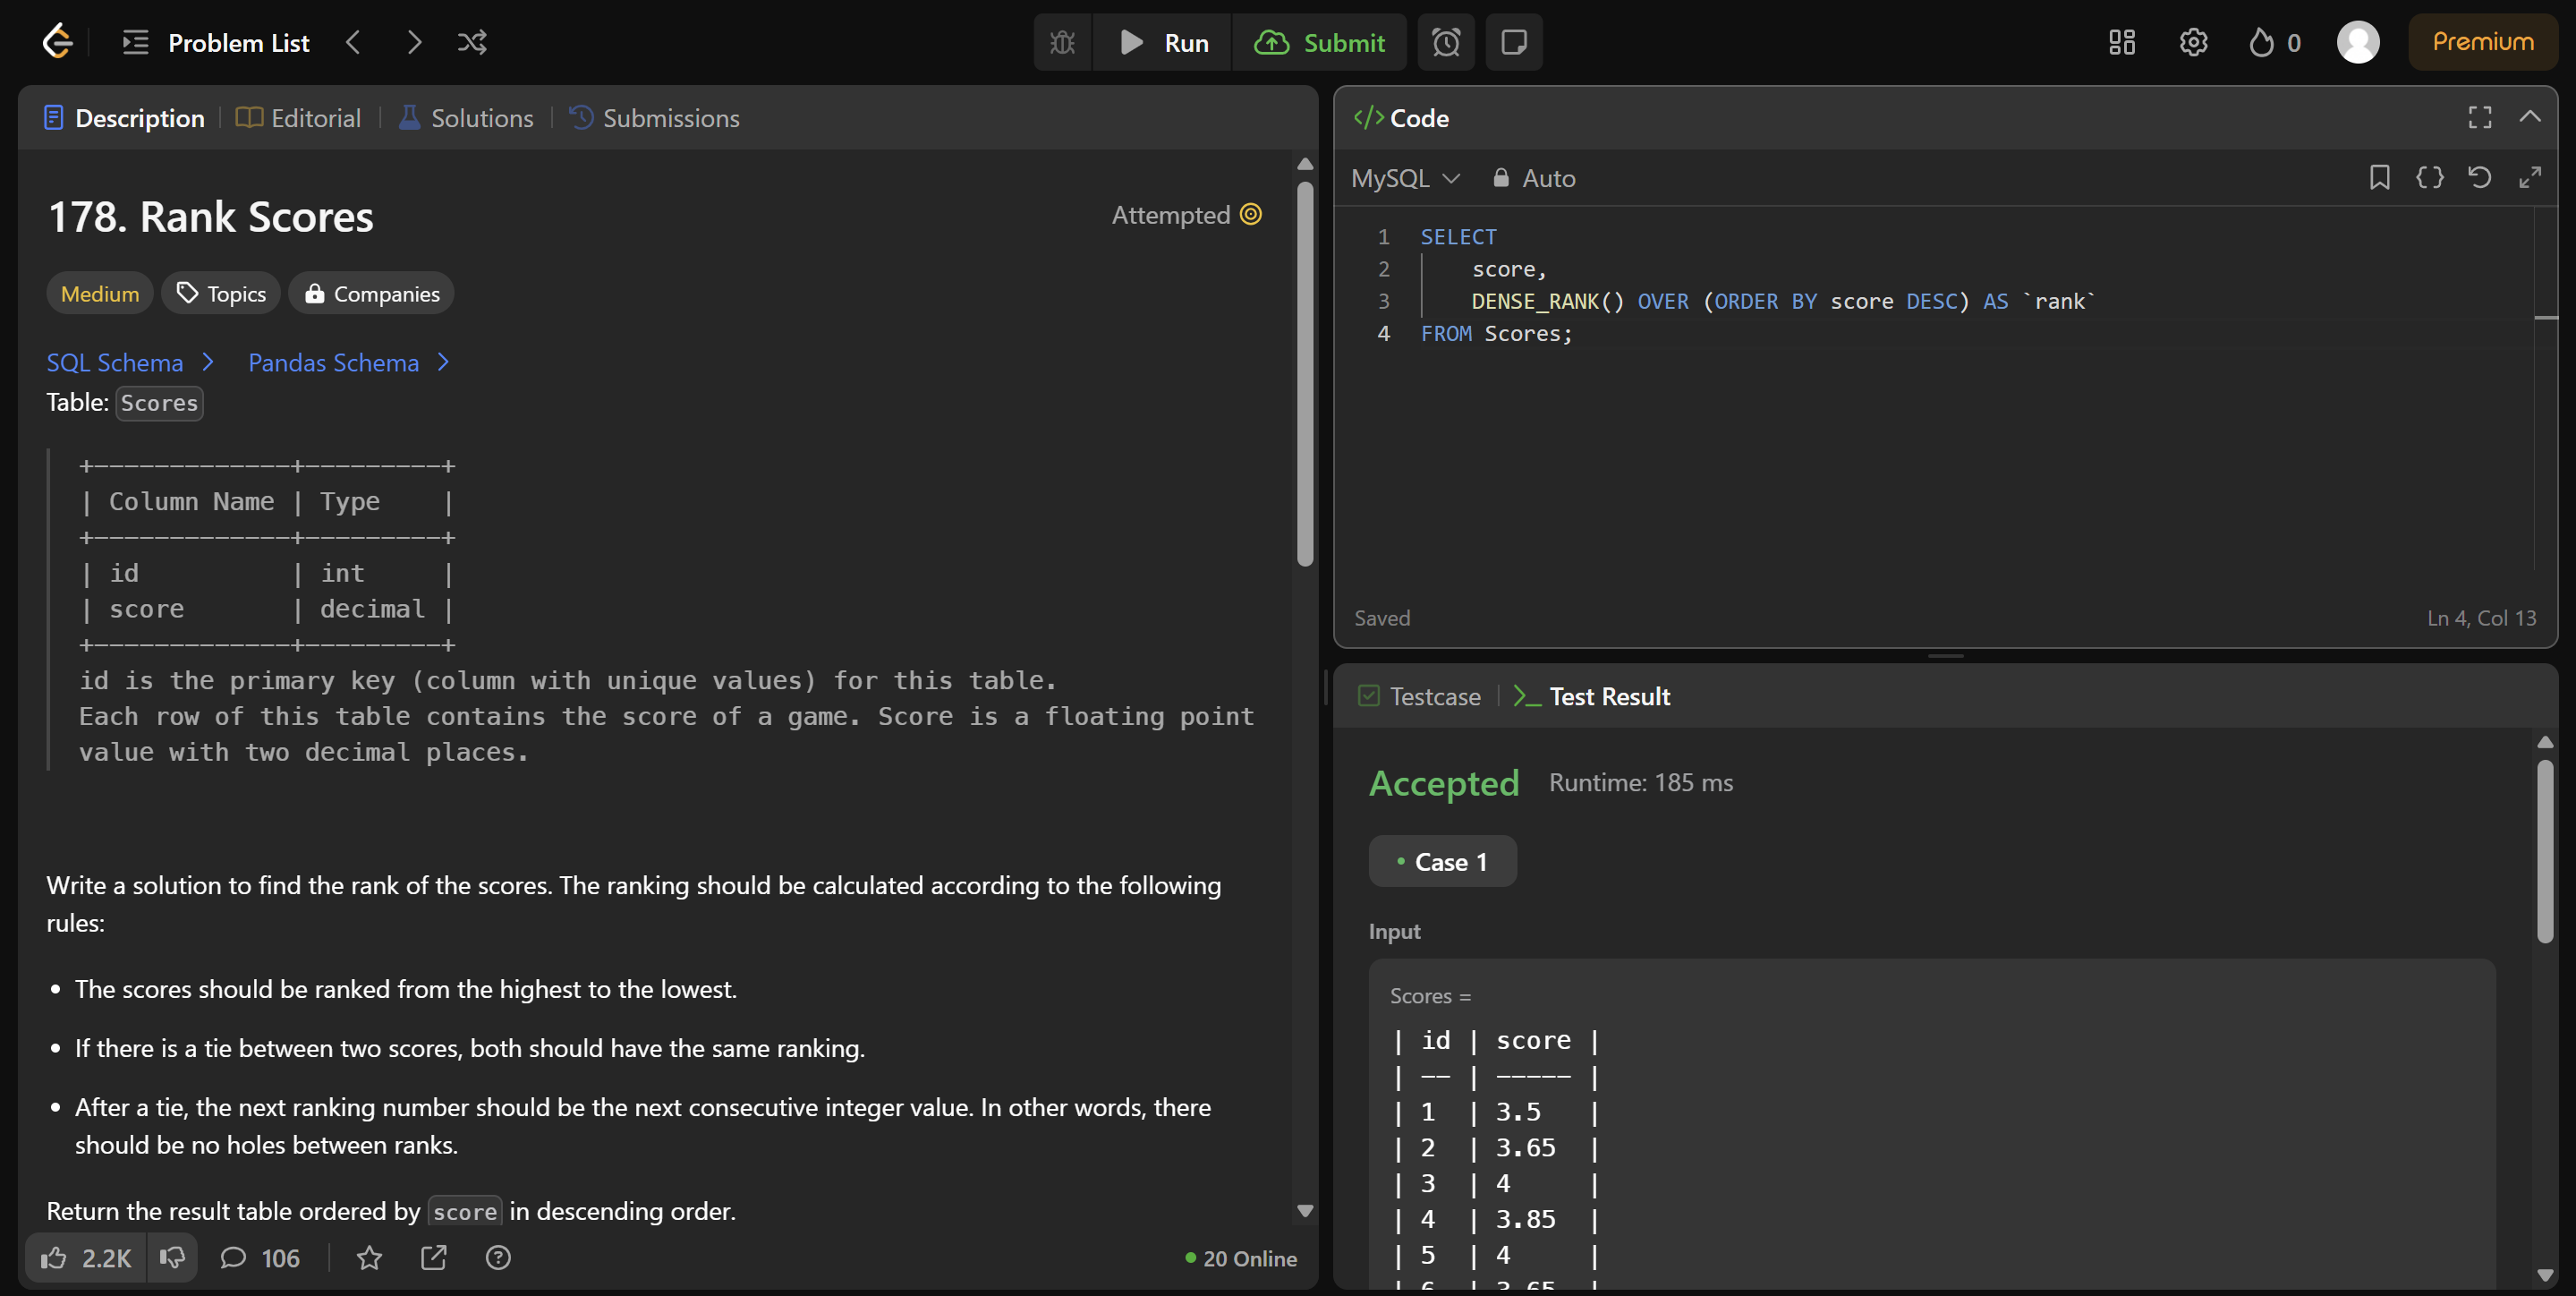 Problem List
Run
Submit
0
Premium
Description
Editorial
Solutions
Submissions
178. Rank Scores
Attempted
Medium
Topics
Companies
SQL Schema
Pandas Schema
Table: Scores
+-------------+---------+
| Column Name | Type    |
+-------------+---------+
| id          | int     |
| score       | decimal |
+-------------+---------+
id is the primary key (column with unique values) for this table.
Each row of this table contains the score of a game. Score is a floating point
value with two decimal places.
Write a solution to find the rank of the scores. The ranking should be calculated according to the following
rules:
• The scores should be ranked from the highest to the lowest.
• If there is a tie between two scores, both should have the same ranking.
• After a tie, the next ranking number should be the next consecutive integer value. In other words, there
should be no holes between ranks.
Return the result table ordered by score in descending order.
2.2K
106
20 Online
</> Code
MySQL
Auto
1 SELECT
2     score,
3     DENSE_RANK() OVER (ORDER BY score DESC) AS `rank`
4 FROM Scores;
Saved
Ln 4, Col 13
Testcase
Test Result
Accepted
Runtime: 185 ms
• Case 1
Input
Scores =
| id | score |
| -- | ----- |
| 1  | 3.5   |
| 2  | 3.65  |
| 3  | 4     |
| 4  | 3.85  |
| 5  | 4     |
| 6  | 3.65  |